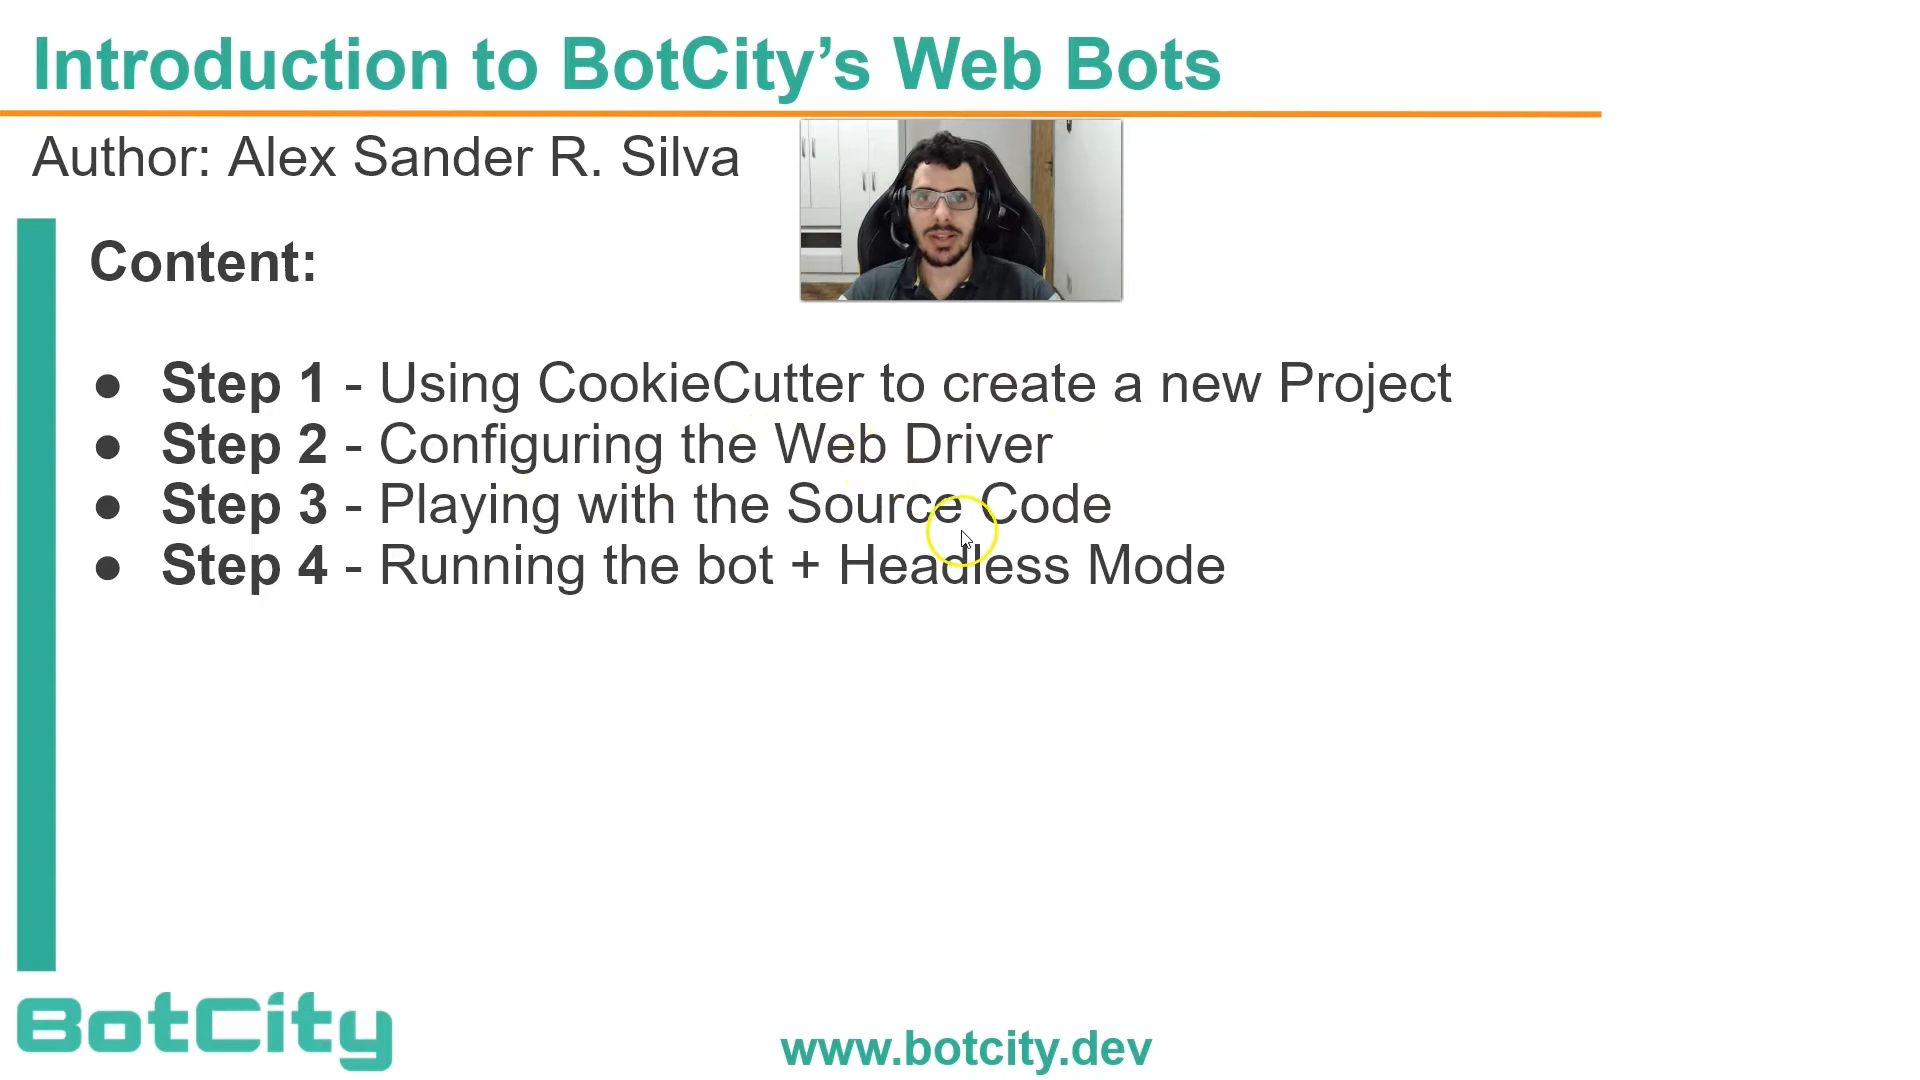 Introduction to BotCity’s Web Bots
Author: Alex Sander R. Silva
Content:
● Step 1 - Using CookieCutter to create a new Project
● Step 2 - Configuring the Web Driver
● Step 3 - Playing with the Source Code
● Step 4 - Running the bot + Headless Mode
BotCity
www.botcity.dev